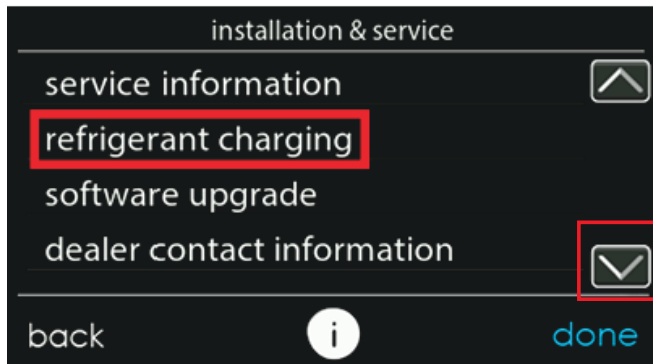 installation & service
service information
refrigerant charging
software upgrade
dealer contact information
back i done